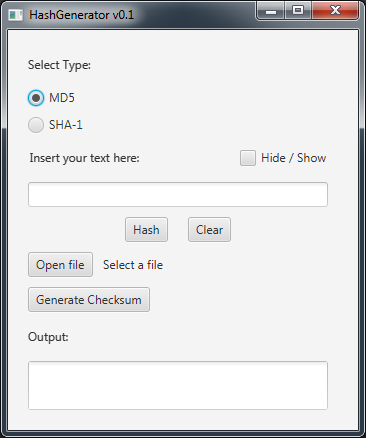 HashGenerator v0.1
Select Type:
MD5
SHA-1
Insert your text here: Hide / Show
Hash Clear
Open file Select a file
Generate Checksum
Output: